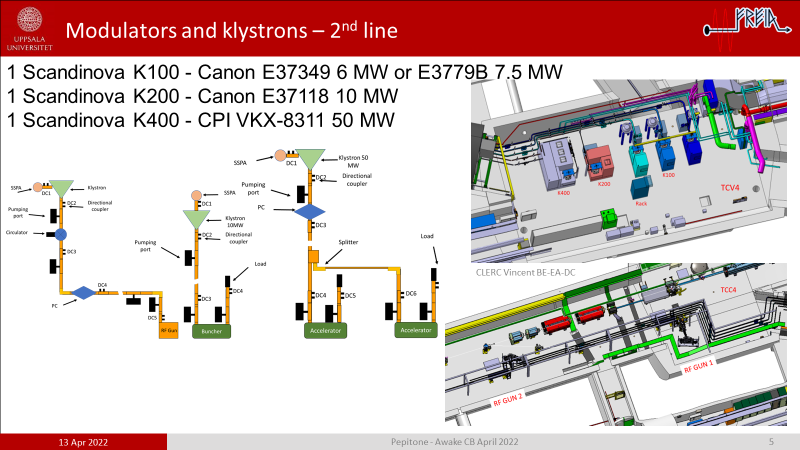 UPPSALA
UNIVERSITET
Modulators and klystrons – 2nd line
FREIA
1 Scandinova K100 - Canon E37349 6 MW or E3779B 7.5 MW
1 Scandinova K200 - Canon E37118 10 MW
1 Scandinova K400 - CPI VKX-8311 50 MW
SSPA
DC1
Klystron
DC2
Directional
coupler
Pumping
port
Circulator
DC3
DC4
PC
DC5
RF Gun
SSPA
DC1
Klystron
10MW
DC2
Directional
coupler
Pumping
port
Load
DC3
DC4
Buncher
SSPA
DC1
Klystron 50
MW
DC2
Directional
coupler
Pumping
port
PC
DC3
Splitter
Load
DC4
DC5
DC6
Accelerator
Accelerator
K400
K200
K100
Rack
TCV4
CLERC Vincent BE-EA-DC
TCC4
RF GUN 1
RF GUN 2
13 Apr 2022
Pepitone - Awake CB April 2022
5